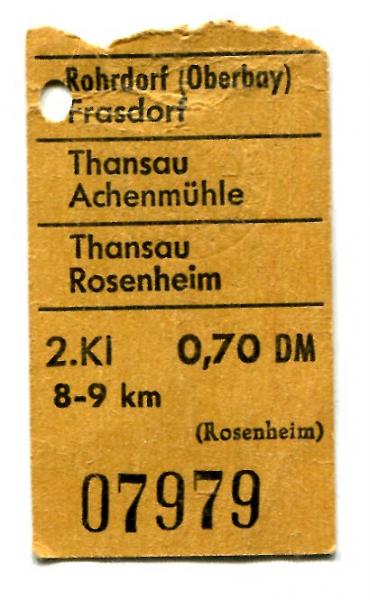 Rohrdorf (Oberbay)
Frasdorf
Thansau
Achenmühle
Thansau
Rosenheim
2.Kl 0,70 DM
8-9 km
(Rosenheim)
07979